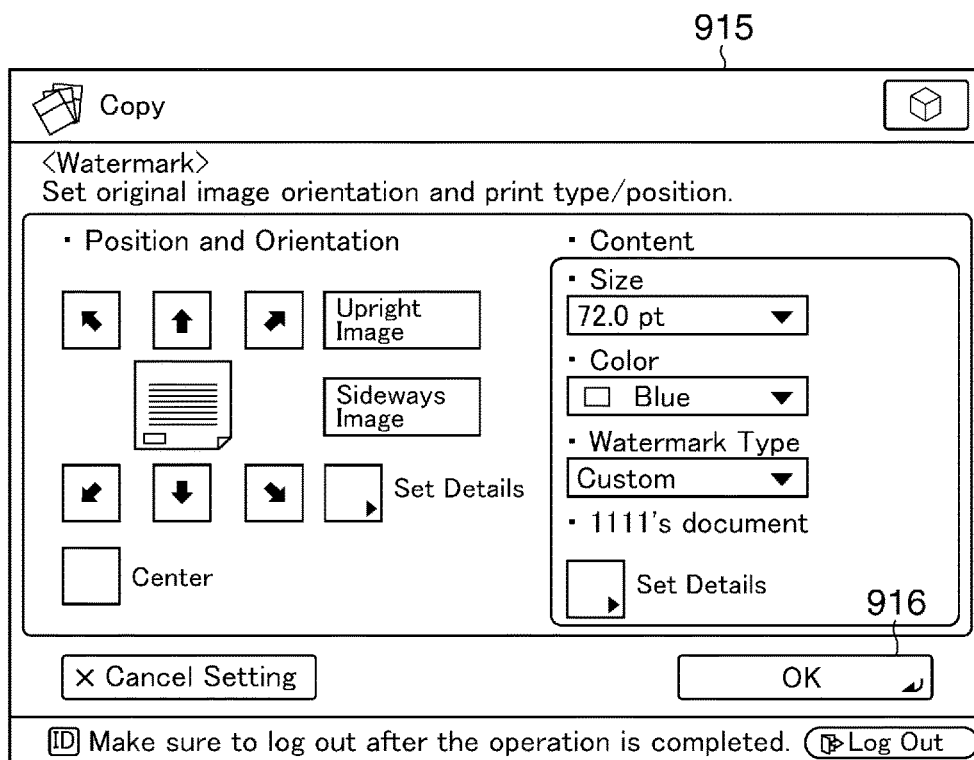 915
Copy
<Watermark>
Set original image orientation and print type/position.
· Position and Orientation
Upright
Image
Sideways
Image
Set Details
Center
· Content
· Size
72.0 pt
· Color
Blue
· Watermark Type
Custom
· 1111's document
Set Details
916
× Cancel Setting
OK
ID Make sure to log out after the operation is completed.
Log Out